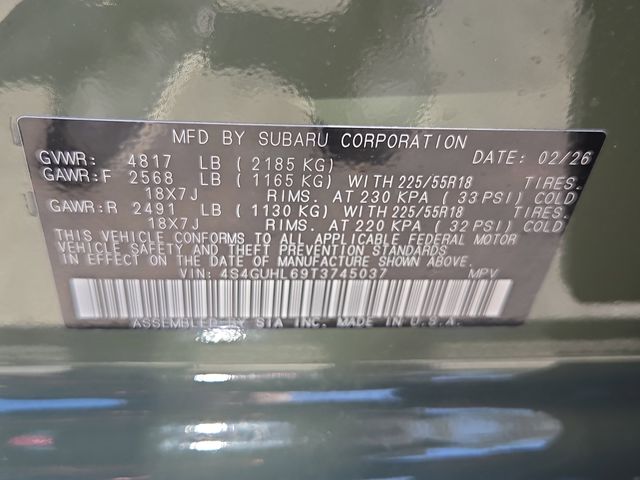 MFD BY SUBARU CORPORATION
GVWR: 4817 LB (2185 KG) DATE: 02/26
GAWR:F 2568 LB (1165 KG) WITH 225/55R18 TIRES.
18X7J RIMS. AT 230 KPA (33 PSI) COLD
GAWR:R 2491 LB (1130 KG) WITH 225/55R18 TIRES.
18X7J RIMS. AT 220 KPA (32 PSI) COLD
THIS VEHICLE CONFORMS TO ALL APPLICABLE FEDERAL MOTOR
VEHICLE SAFETY AND THEFT PREVENTION STANDARDS
IN EFFECT ON THE DATE OF MANUFACTURE SHOWN ABOVE.
VIN: 4S4GUHL69T3745037 MPV
ASSEMBLED BY SIA INC. MADE IN U.S.A.